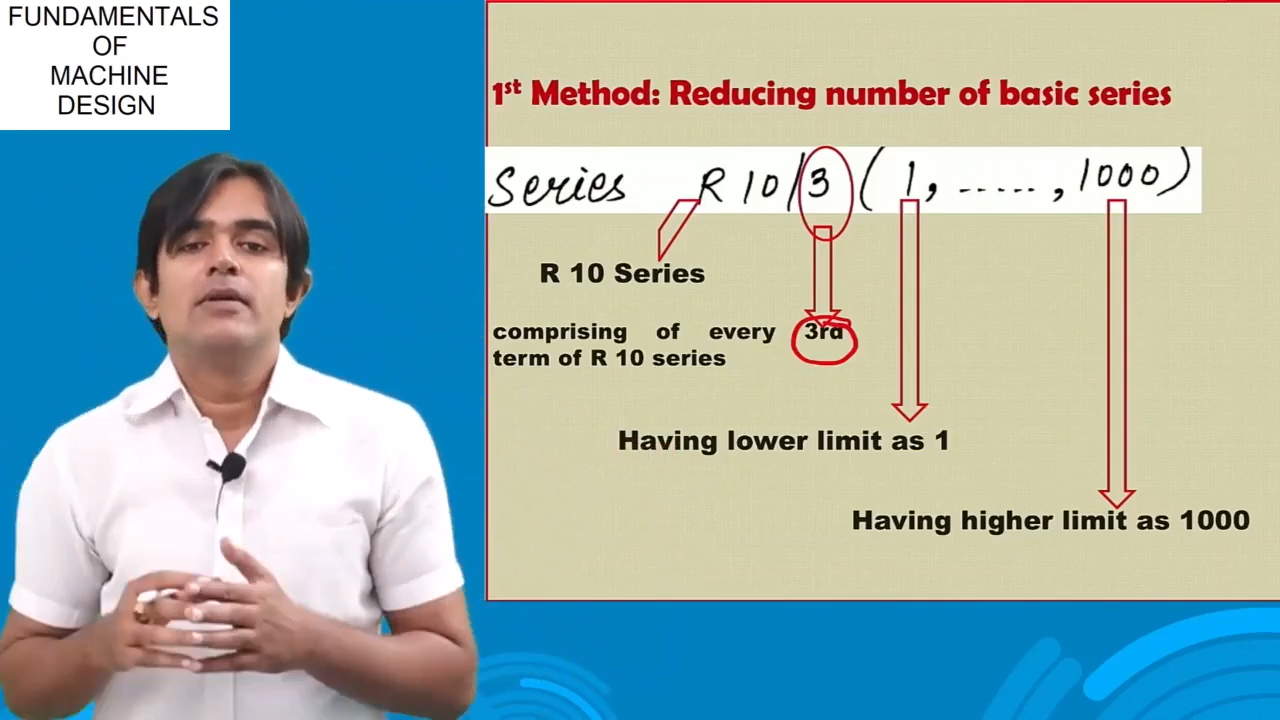 FUNDAMENTALS
OF
MACHINE
DESIGN
1st Method: Reducing number of basic series
Series R 10/3 (1, ....., 1000)
R 10 Series
comprising of every 3rd
term of R 10 series
Having lower limit as 1
Having higher limit as 1000